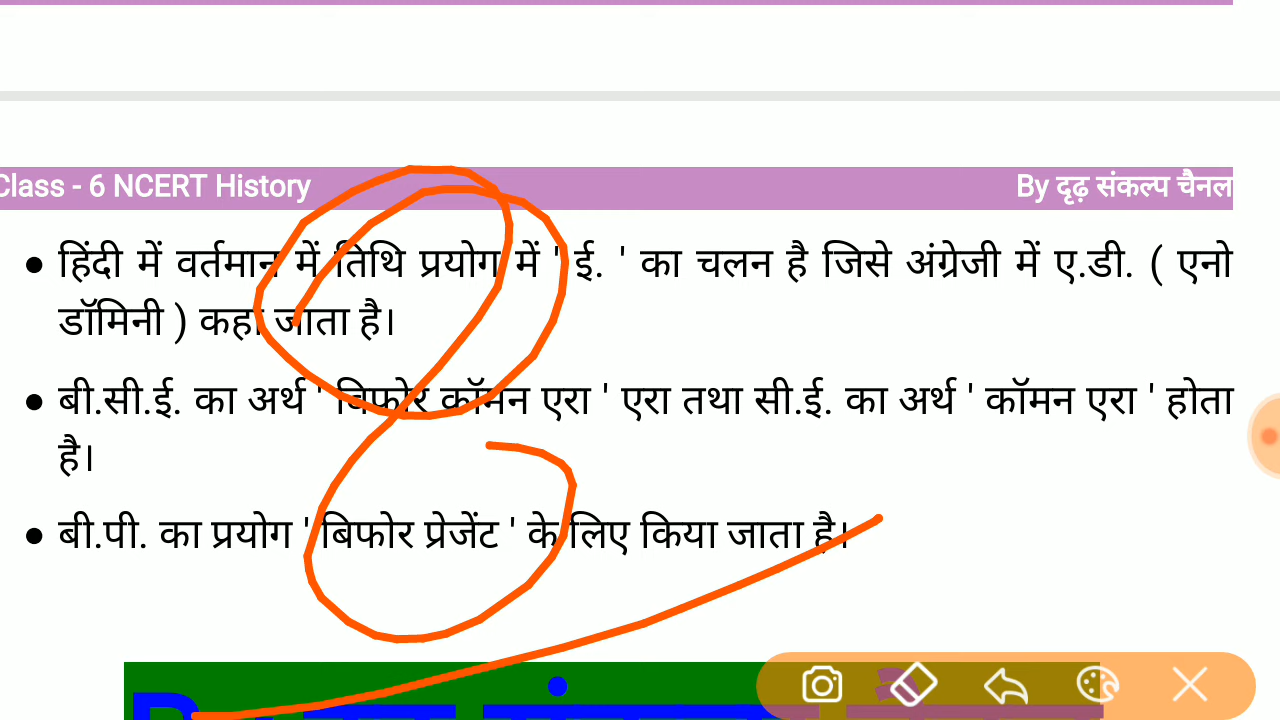 Class - 6 NCERT History By दृढ़ संकल्प चैनल
● हिंदी में वर्तमान में तिथि प्रयोग में ' ई. ' का चलन है जिसे अंग्रेजी में ए.डी. ( एनो
डॉमिनी ) कहा जाता है।
● बी.सी.ई. का अर्थ ' बिफोर कॉमन एरा ' एरा तथा सी.ई. का अर्थ ' कॉमन एरा ' होता
है।
● बी.पी. का प्रयोग ' बिफोर प्रेजेंट ' के लिए किया जाता है।